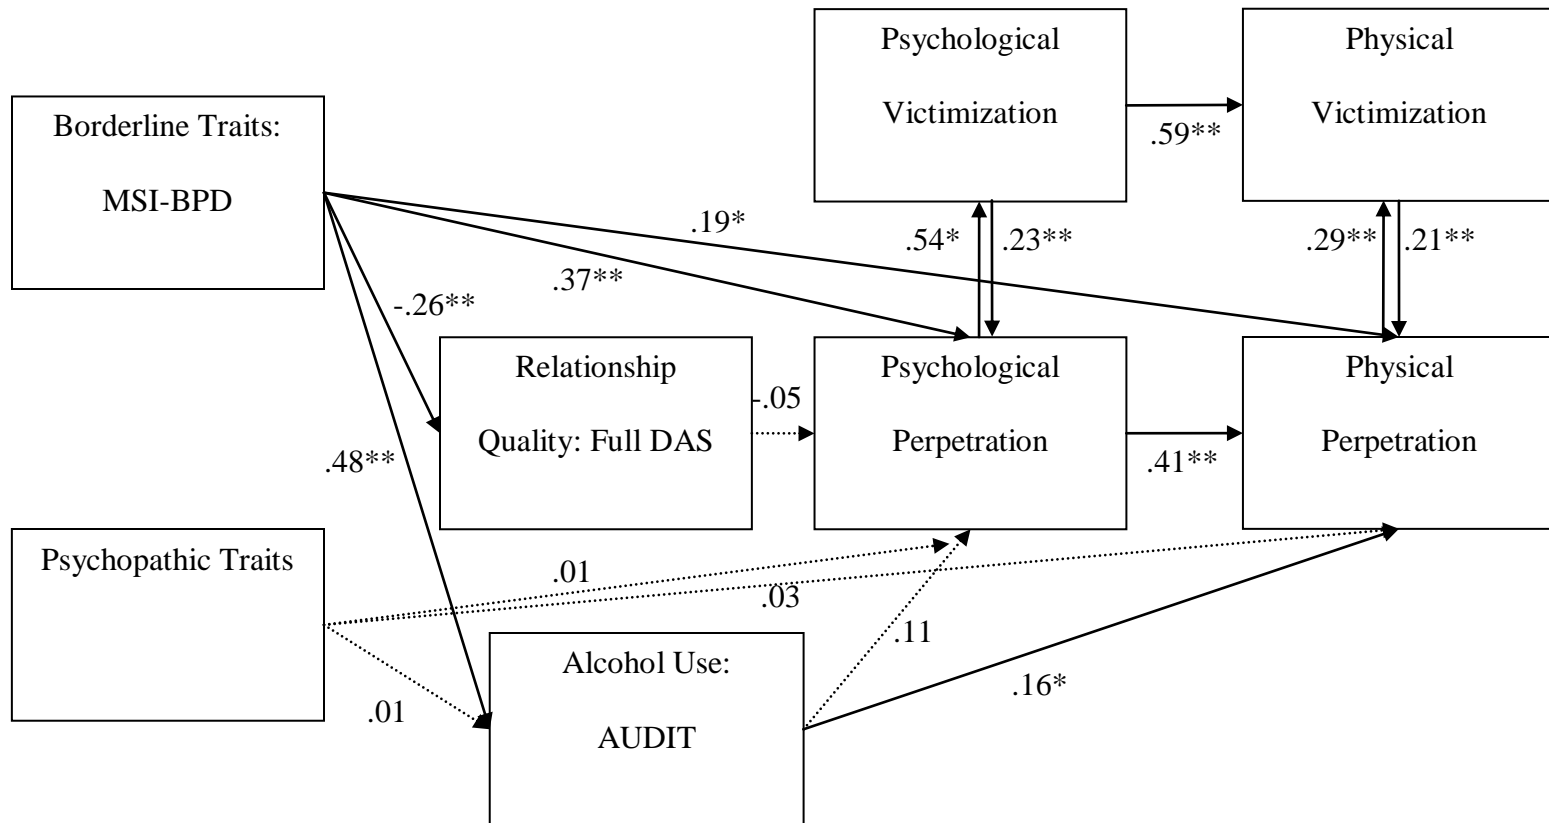 Psychological
Victimization
Physical
Victimization
.59**
Borderline Traits:
MSI-BPD
.19*
.54*
.23**
.29**
.21**
.37**
-.26**
Relationship
Quality: Full DAS
-.05
Psychological
Perpetration
.41**
Physical
Perpetration
.48**
Psychopathic Traits
.01
.03
.11
.01
Alcohol Use:
AUDIT
.16*